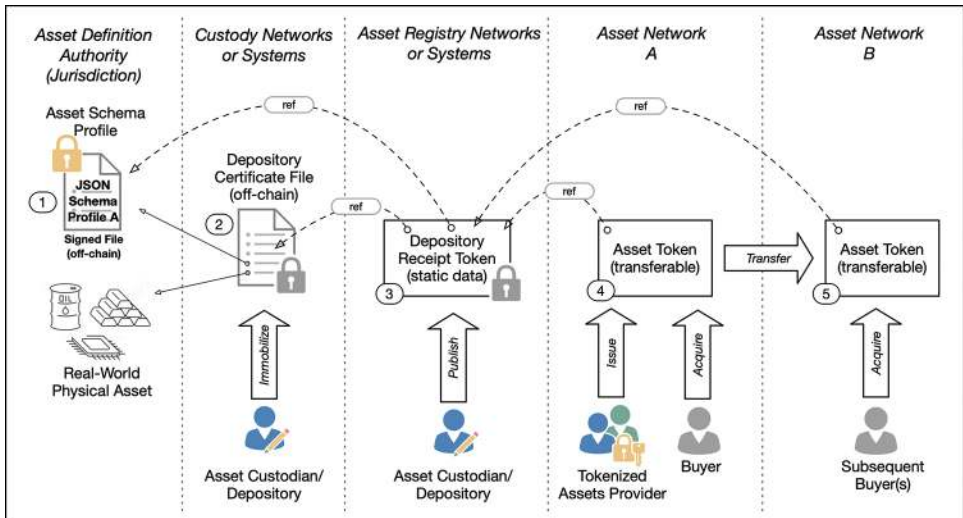 Asset Definition
Authority
(Jurisdiction)
Custody Networks
or Systems
Asset Registry Networks
or Systems
Asset Network
A
Asset Network
B
Asset Schema
Profile
JSON
Schema
Profile A
Signed File
(off-chain)
1
Real-World
Physical Asset
OIL
Depository
Certificate File
(off-chain)
2
ref
ref
ref
ref
Depository
Receipt Token
(static data)
3
Asset Token
(transferable)
4
Transfer
Asset Token
(transferable)
5
Immobilize
Publish
Issue
Acquire
Acquire
Asset Custodian/
Depository
Asset Custodian/
Depository
Tokenized
Assets Provider
Buyer
Subsequent
Buyer(s)